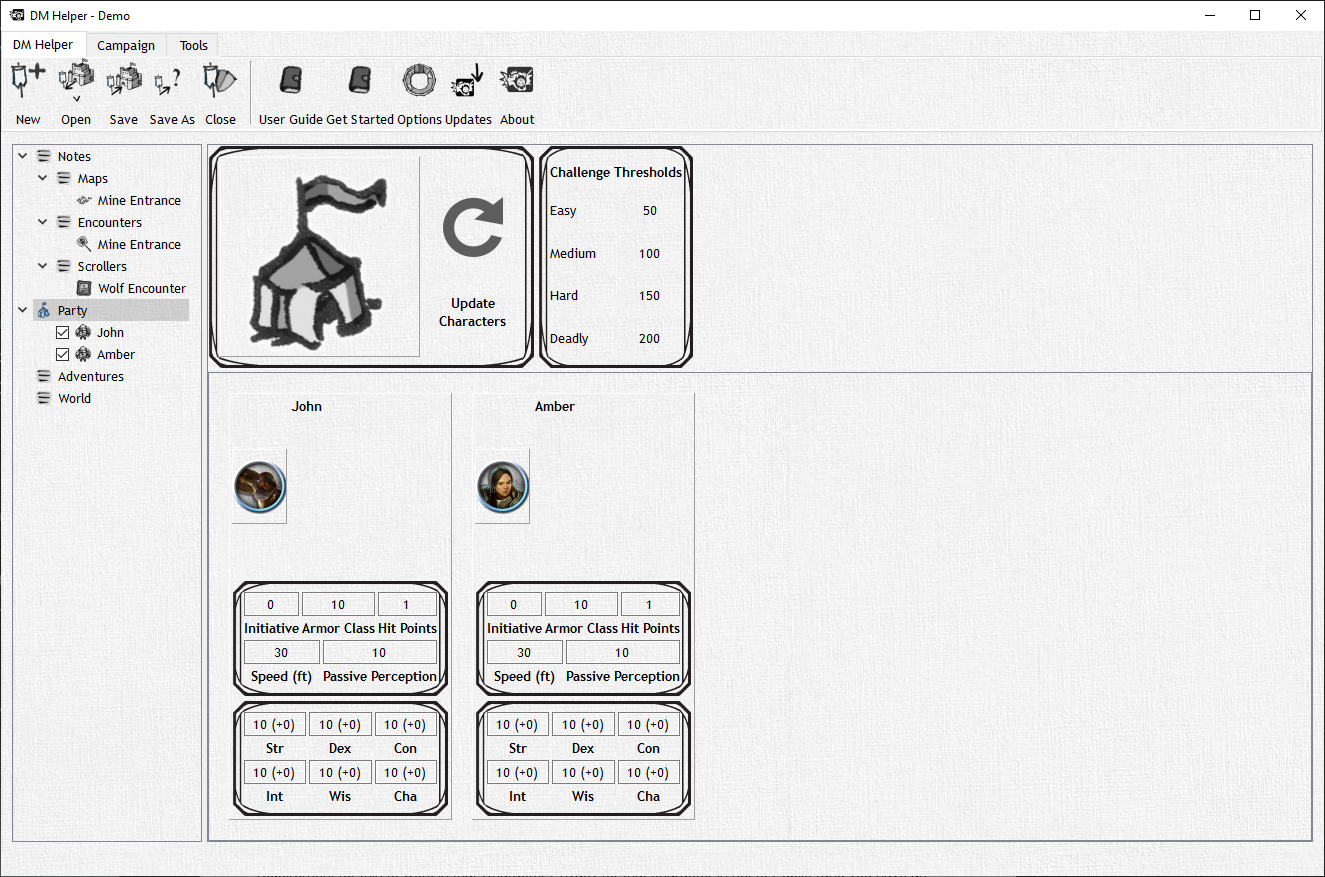 DM Helper - Demo
DM Helper Campaign Tools
New Open Save Save As Close User Guide Get Started Options Updates About
Notes
Maps
Mine Entrance
Encounters
Mine Entrance
Scrollers
Wolf Encounter
Party
John
Amber
Adventures
World
Update
Characters
Challenge Thresholds
Easy 50
Medium 100
Hard 150
Deadly 200
John
0 10 1
Initiative Armor Class Hit Points
30 10
Speed (ft) Passive Perception
10 (+0) 10 (+0) 10 (+0)
Str Dex Con
10 (+0) 10 (+0) 10 (+0)
Int Wis Cha
Amber
0 10 1
Initiative Armor Class Hit Points
30 10
Speed (ft) Passive Perception
10 (+0) 10 (+0) 10 (+0)
Str Dex Con
10 (+0) 10 (+0) 10 (+0)
Int Wis Cha